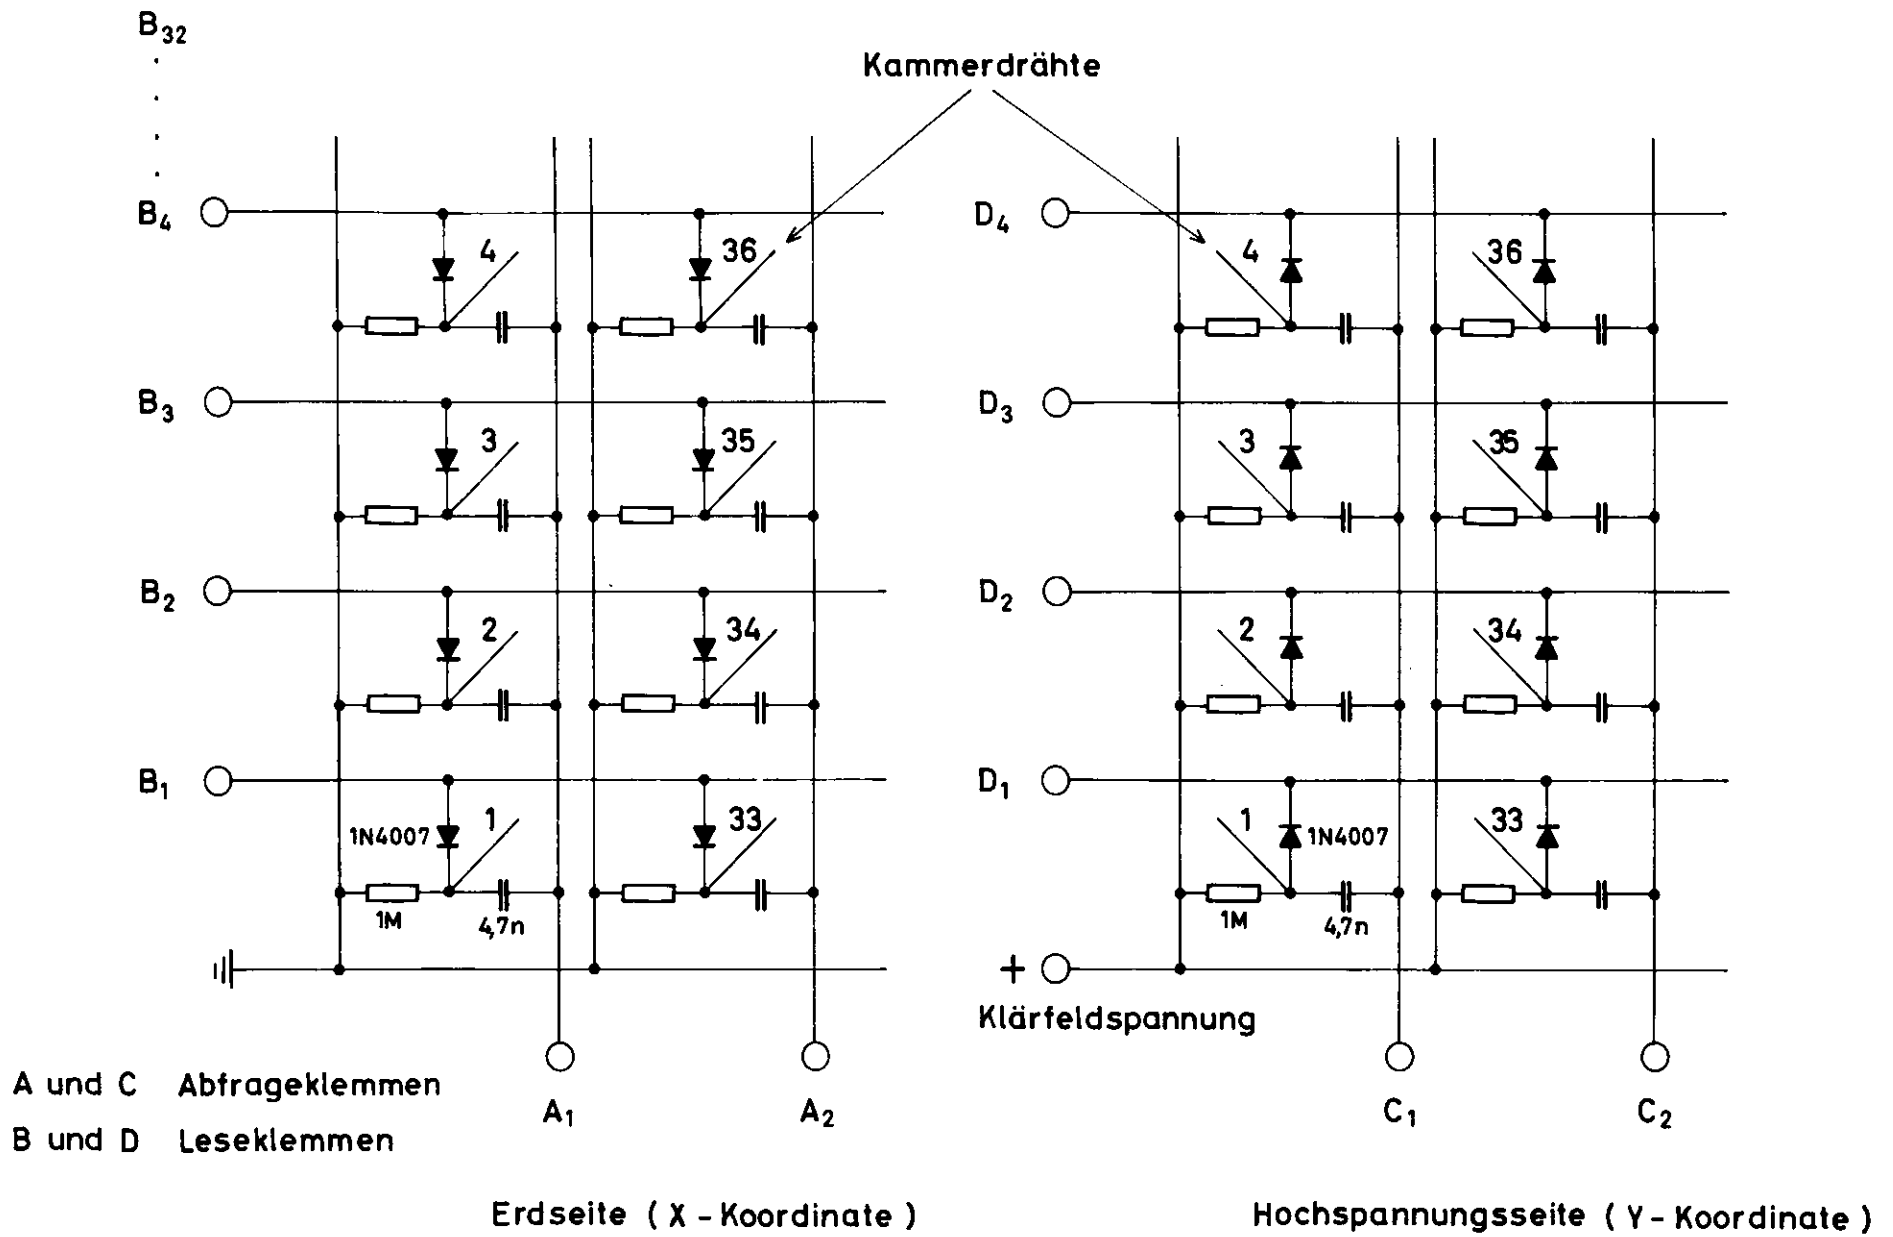 B32
Kammerdrähte
B4 4 36 D4 4 36
B3 3 35 D3 3 35
B2 2 34 D2 2 34
B1 1 33 D1 1 33
1N4007 1N4007
1M 4,7n 1M 4,7n
+
Klärfeldspannung
A und C Abfrageklemmen
A1 A2 C1 C2
B und D Leseklemmen
Erdseite ( X - Koordinate )
Hochspannungsseite ( Y - Koordinate )